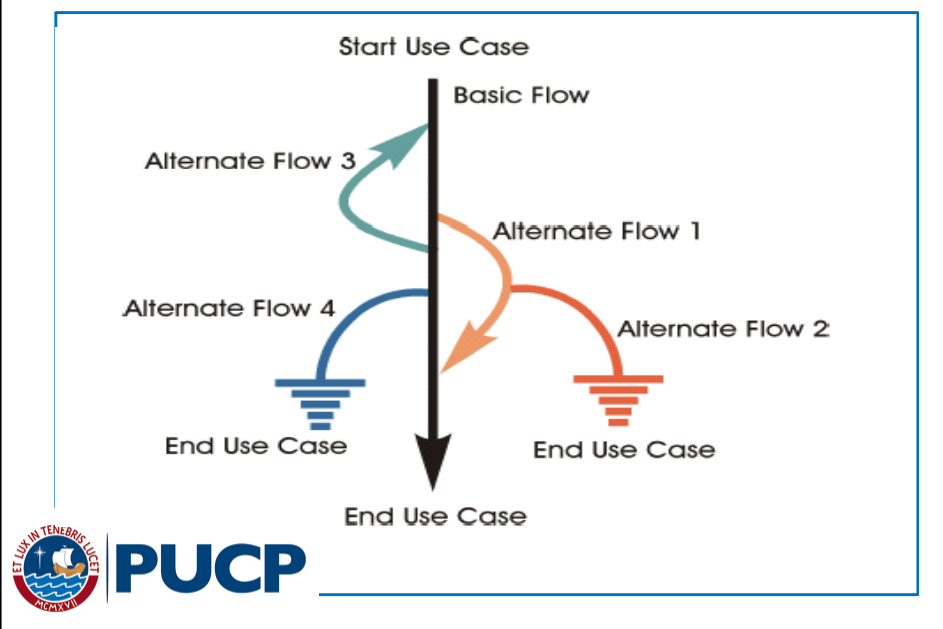 Start Use Case
Basic Flow
Alternate Flow 3
Alternate Flow 1
Alternate Flow 4
Alternate Flow 2
End Use Case
End Use Case
End Use Case
ET LUX IN TENEBRIS LUCET
MCMXVII
PUCP